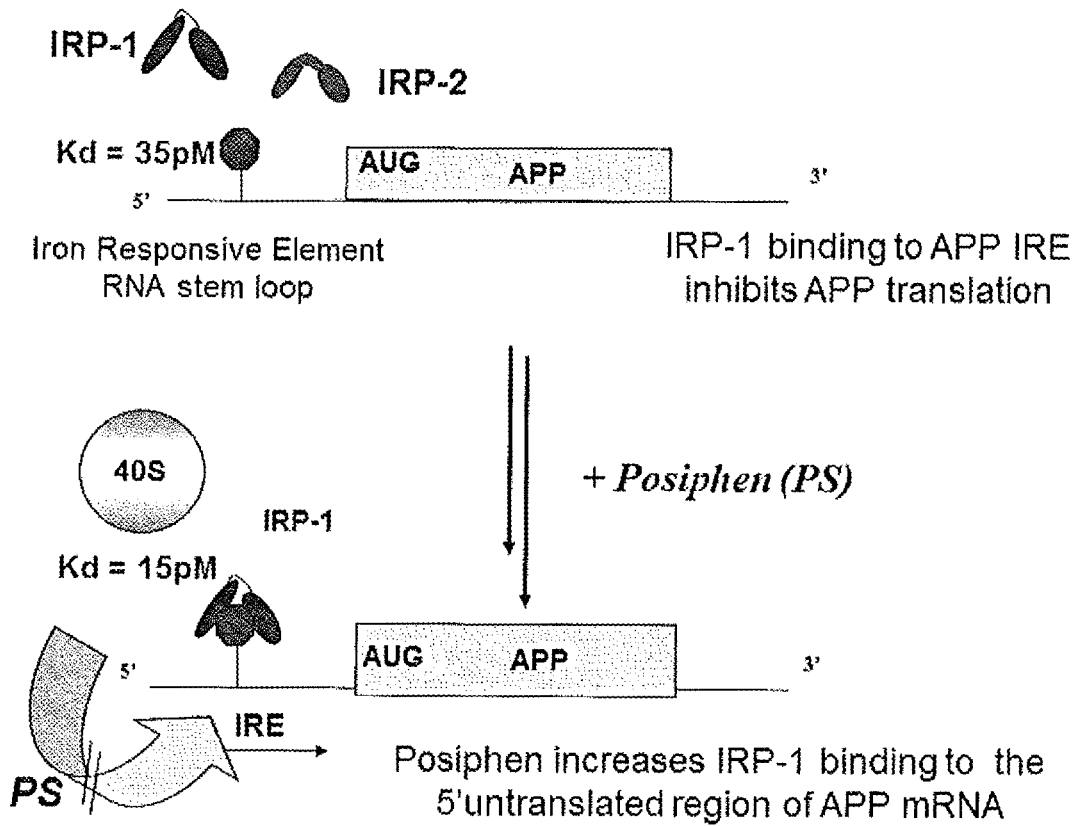 IRP-1
IRP-2
Kd = 35pM
AUG
APP
5'
3'
Iron Responsive Element
RNA stem loop
IRP-1 binding to APP IRE
inhibits APP translation
+ Posiphen (PS)
40S
IRP-1
Kd = 15pM
5'
AUG
APP
3'
IRE
PS
Posiphen increases IRP-1 binding to the
5'untranslated region of APP mRNA